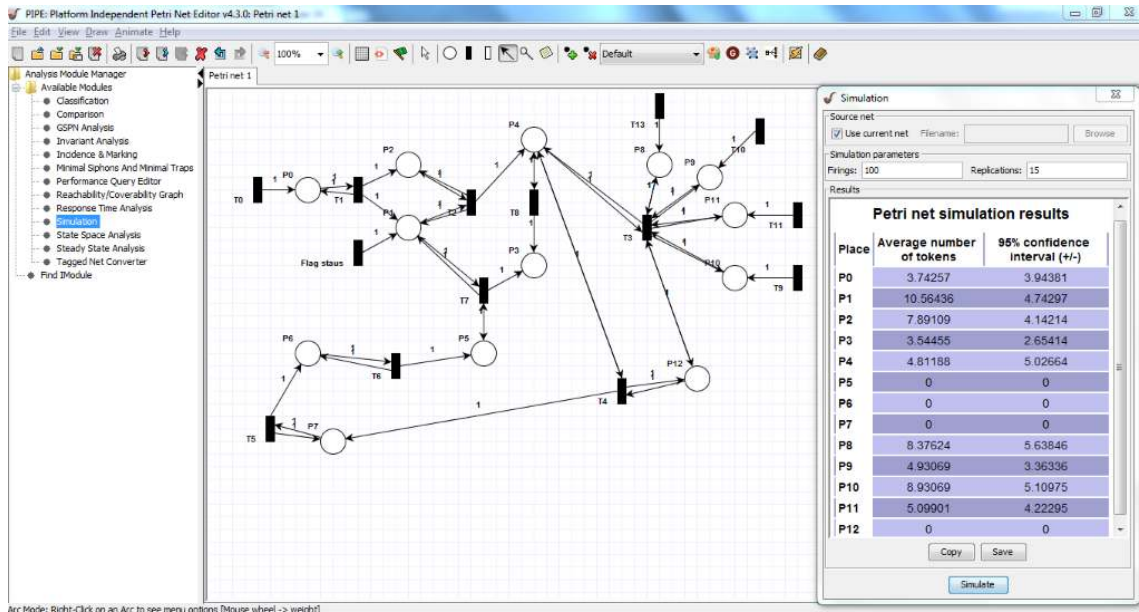 PIPE: Platform Independent Petri Net Editor v4.3.0: Petri net 1
File Edit View Draw Animate Help
100%
Default
Analysis Module Manager
Available Modules
Classification
Comparison
GSPN Analysis
Invariant Analysis
Incidence & Marking
Minimal Siphons And Minimal Traps
Performance Query Editor
Reachability/Coverability Graph
Response Time Analysis
Simulation
State Space Analysis
Steady State Analysis
Tagged Net Converter
Find IModule
Petri net 1
T13 1
P4
P8
P9
1
T10
P2
P0
1
T0
T1
P1
1
T8
P11
1
T11
T3
Flag staus
P3
P10
1
T9
T7
P6
P5
1
T6
P12
T4
1
P7
T5
Simulation
Source net
Use current net Filename: Browse
Simulation parameters
Firings: 100 Replications: 15
Results
Petri net simulation results
Place Average number of tokens 95% confidence interval (+/-)
P0 3.74257 3.94381
P1 10.56436 4.74297
P2 7.89109 4.14214
P3 3.54455 2.65414
P4 4.81188 5.02664
P5 0 0
P6 0 0
P7 0 0
P8 8.37624 5.63846
P9 4.93069 3.36336
P10 8.93069 5.10975
P11 5.09901 4.22295
P12 0 0
Copy Save
Simulate
Arc Mode: Right-Click on an Arc to see menu options [Mouse wheel -> weight]